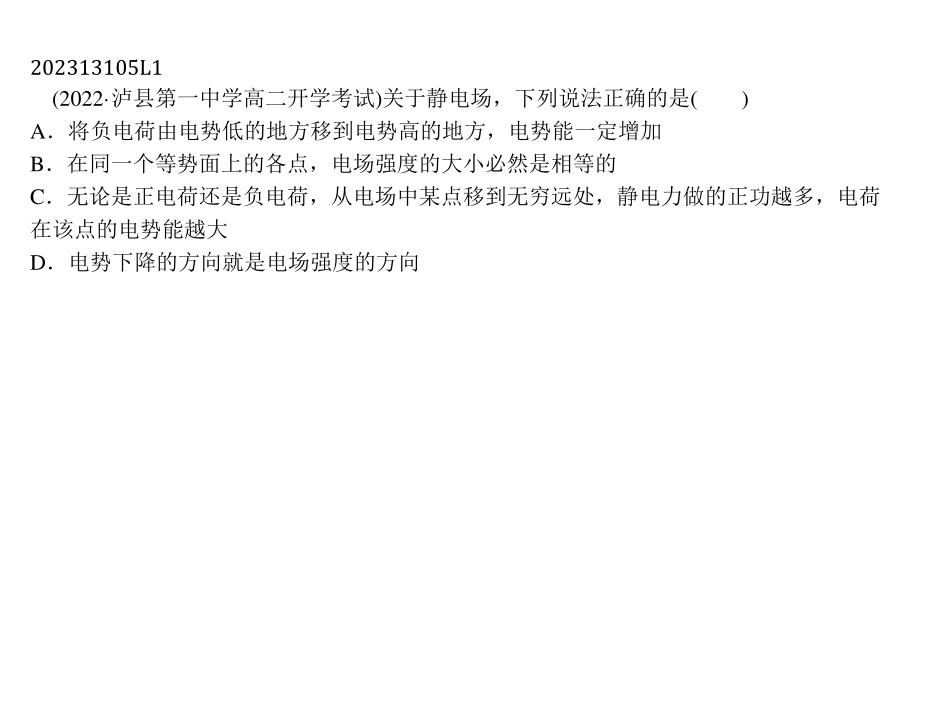 202313105L1
(2022·泸县第一中学高二开学考试)关于静电场，下列说法正确的是(　　)
A．将负电荷由电势低的地方移到电势高的地方，电势能一定增加
B．在同一个等势面上的各点，电场强度的大小必然是相等的
C．无论是正电荷还是负电荷，从电场中某点移到无穷远处，静电力做的正功越多，电荷
在该点的电势能越大
D．电势下降的方向就是电场强度的方向